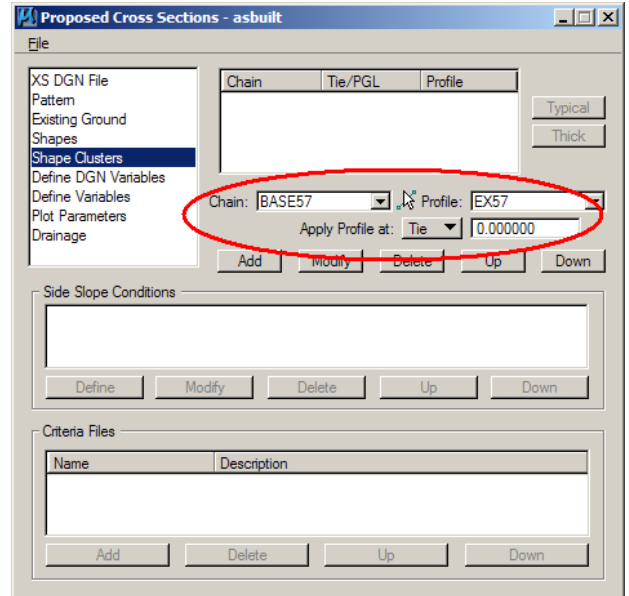 Proposed Cross Sections - asbuilt
File
XS DGN File
Pattern
Existing Ground
Shapes
Shape Clusters
Define DGN Variables
Define Variables
Plot Parameters
Drainage
Chain Tie/PGL Profile
Typical
Thick
Chain: BASE57 Profile: EX57
Apply Profile at: Tie 0.000000
Add Modify Delete Up Down
Side Slope Conditions
Define Modify Delete Up Down
Criteria Files
Name Description
Add Delete Up Down